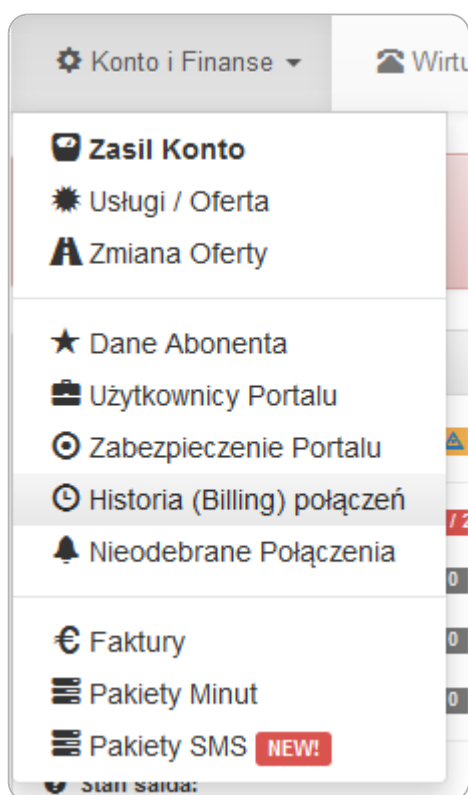 Konto i Finanse
Zasil Konto
Usługi / Oferta
Zmiana Oferty
Dane Abonenta
Użytkownicy Portalu
Zabezpieczenie Portalu
Historia (Billing) połączeń
Nieodebrane Połączenia
Faktury
Pakiety Minut
Pakiety SMS NEW!
Stan salda: